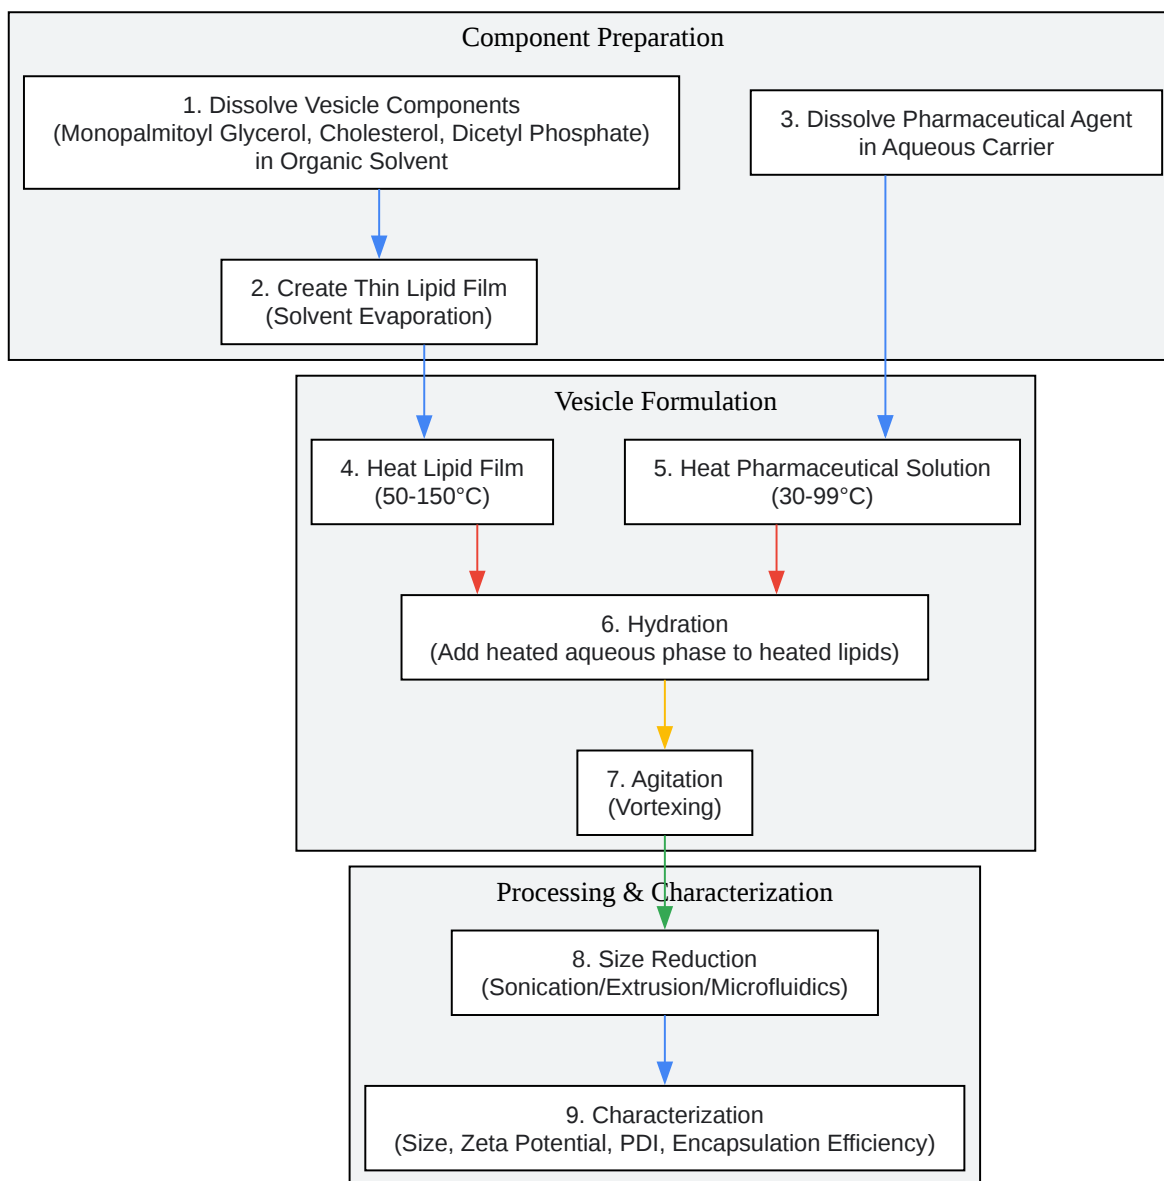 Component Preparation
1. Dissolve Vesicle Components
(Monopalmitoyl Glycerol, Cholesterol, Dicetyl Phosphate)
in Organic Solvent
3. Dissolve Pharmaceutical Agent
in Aqueous Carrier
2. Create Thin Lipid Film
(Solvent Evaporation)
Vesicle Formulation
4. Heat Lipid Film
(50-150°C)
5. Heat Pharmaceutical Solution
(30-99°C)
6. Hydration
(Add heated aqueous phase to heated lipids)
7. Agitation
(Vortexing)
Processing & Characterization
8. Size Reduction
(Sonication/Extrusion/Microfluidics)
9. Characterization
(Size, Zeta Potential, PDI, Encapsulation Efficiency)